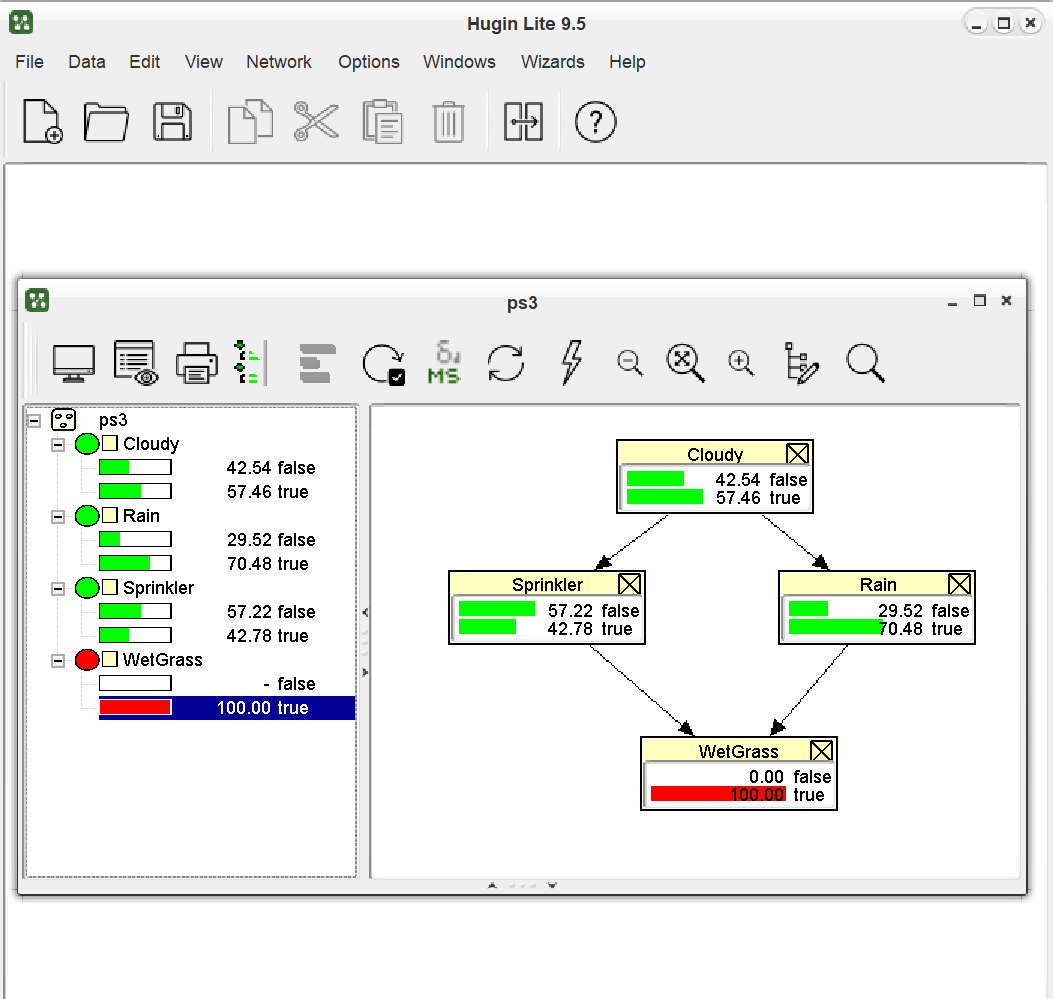 Hugin Lite 9.5
File Data Edit View Network Options Windows Wizards Help
?
ps3
δ
MS
ps3
Cloudy
42.54 false
57.46 true
Rain
29.52 false
70.48 true
Sprinkler
57.22 false
42.78 true
WetGrass
- false
100.00 true
Cloudy
42.54 false
57.46 true
Sprinkler
57.22 false
42.78 true
Rain
29.52 false
70.48 true
WetGrass
0.00 false
100.00 true